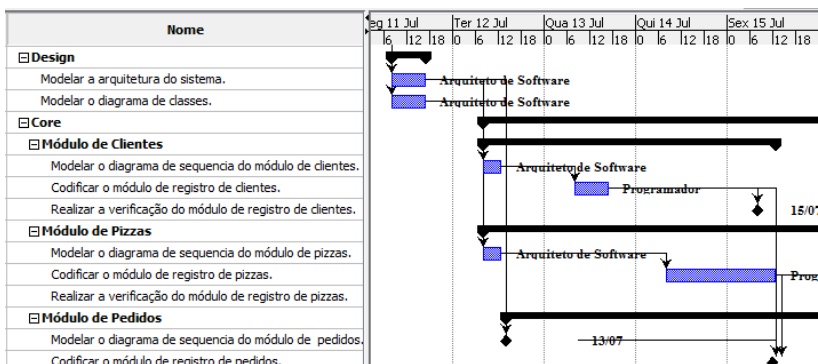 Nome
eg 11 Jul Ter 12 Jul Qua 13 Jul Qui 14 Jul Sex 15 Jul
6 12 18 0 6 12 18 0 6 12 18 0 6 12 18 0 6 12 18
Design
Modelar a arquitetura do sistema. Arquiteto de Software
Modelar o diagrama de classes. Arquiteto de Software
Core
Módulo de Clientes
Modelar o diagrama de sequencia do módulo de clientes. Arquiteto de Software
Codificar o módulo de registro de clientes. Programador
Realizar a verificação do módulo de registro de clientes. 15/07
Módulo de Pizzas
Modelar o diagrama de sequencia do módulo de pizzas. Arquiteto de Software
Codificar o módulo de registro de pizzas. Prog
Realizar a verificação do módulo de registro de pizzas.
Módulo de Pedidos
Modelar o diagrama de sequencia do módulo de pedidos. 13/07
Codificar o módulo de registro de pedidos.